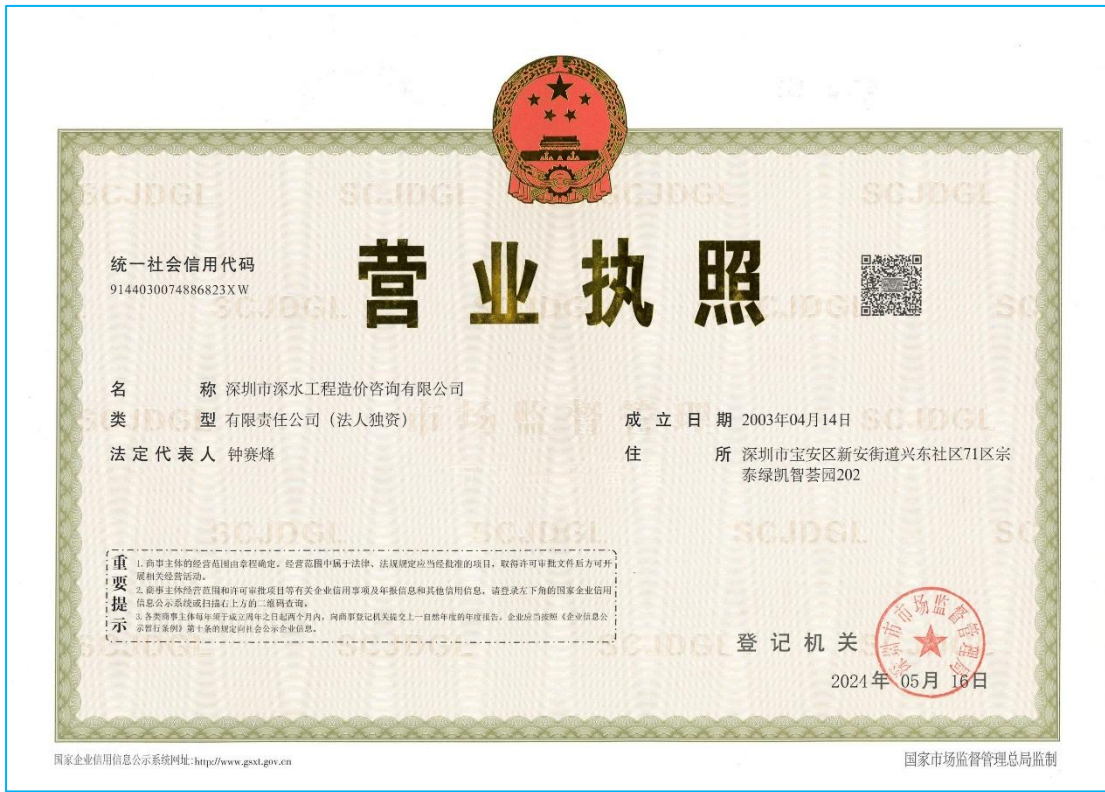 统一社会信用代码
9144030074886823XW
营业执照
名 称 深圳市深水工程造价咨询有限公司
类 型 有限责任公司（法人独资）
法定代表人 钟赛烽
成立日期 2003年04月14日
住 所 深圳市宝安区新安街道兴东社区71区宗
泰绿凯智荟园202
重要提示
1. 商事主体的经营范围由章程确定。经营范围中属于法律、法规规定应当经批准的项目，取得许可审批文件后方可开
展相关经营活动。
2. 商事主体经营范围和许可审批项目等有关企业信用事项及年报信息和其他信用信息，请登录左下角的国家企业信用
信息公示系统或扫描右上方的二维码查询。
3. 各类商事主体每年须于成立周年之日起两个月内，向商事登记机关提交上一自然年度的年度报告。企业应当按照《企业信息公
示暂行条例》第十条的规定向社会公示企业信息。
登记机关
深圳市市场监督管理局
2024年 05月 16日
国家企业信用信息公示系统网址:http://www.gsxt.gov.cn
国家市场监督管理总局监制
SCJDGL